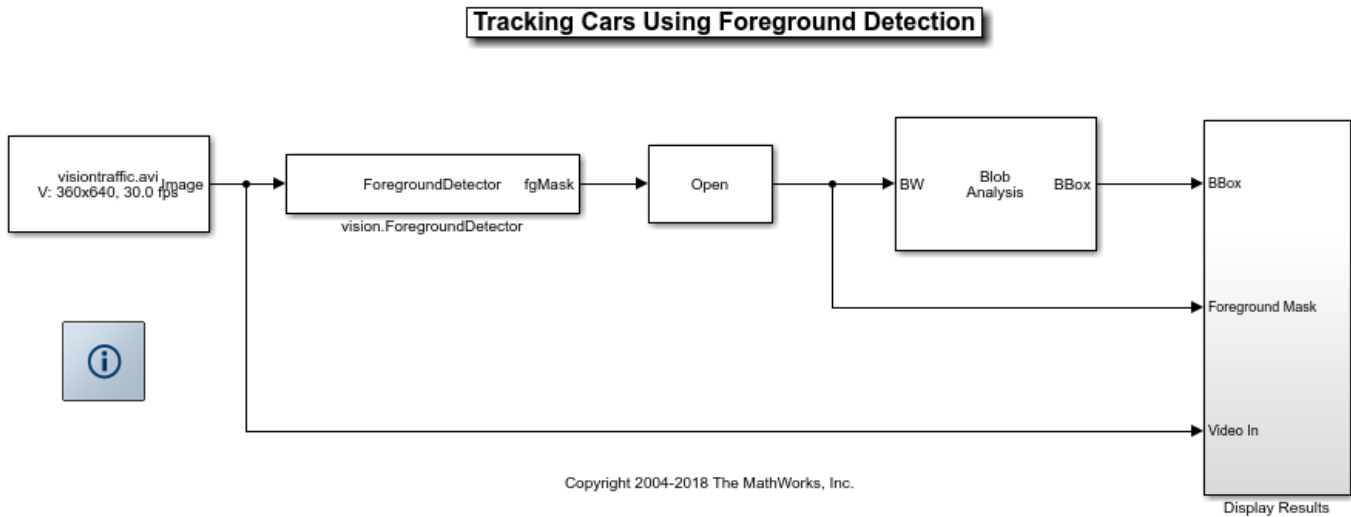 Tracking Cars Using Foreground Detection
visiontraffic.avi
V: 360x640, 30.0 fps
Image
ForegroundDetector
fgMask
vision.ForegroundDetector
Open
BW
Blob
Analysis
BBox
BBox
Foreground Mask
Video In
Display Results
Copyright 2004-2018 The MathWorks, Inc.